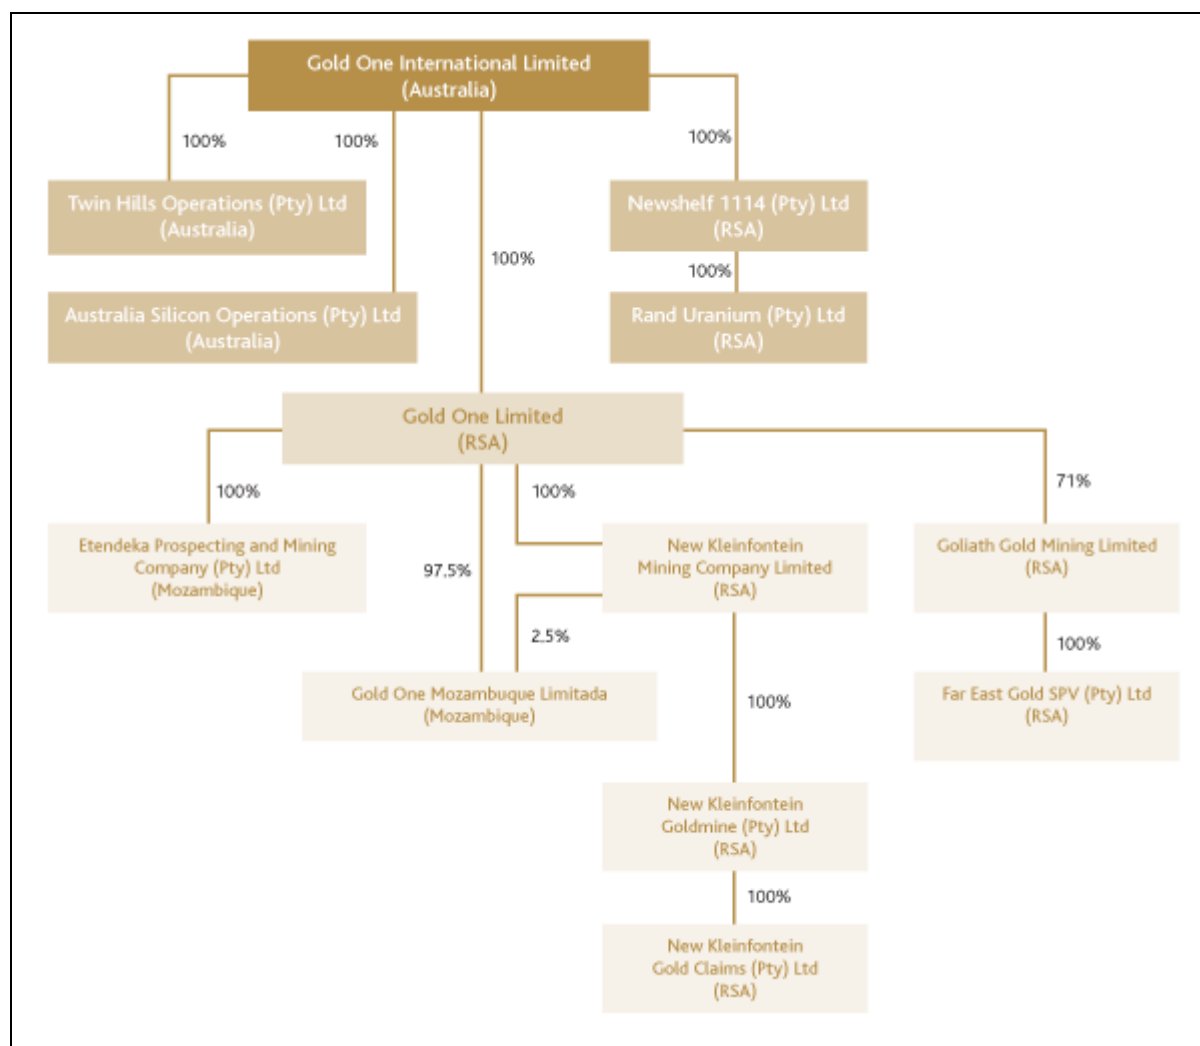 Gold One International Limited
(Australia)
100%
100%
100%
Twin Hills Operations (Pty) Ltd
(Australia)
Newshelf 1114 (Pty) Ltd
(RSA)
100%
100%
Australia Silicon Operations (Pty) Ltd
(Australia)
Rand Uranium (Pty) Ltd
(RSA)
Gold One Limited
(RSA)
100%
100%
71%
Etendeka Prospecting and Mining
Company (Pty) Ltd
(Mozambique)
New Kleinfontein
Mining Company Limited
(RSA)
Goliath Gold Mining Limited
(RSA)
97.5%
2.5%
100%
Gold One Mozambuque Limitada
(Mozambique)
100%
Far East Gold SPV (Pty) Ltd
(RSA)
New Kleinfontein
Goldmine (Pty) Ltd
(RSA)
100%
New Kleinfontein
Gold Claims (Pty) Ltd
(RSA)